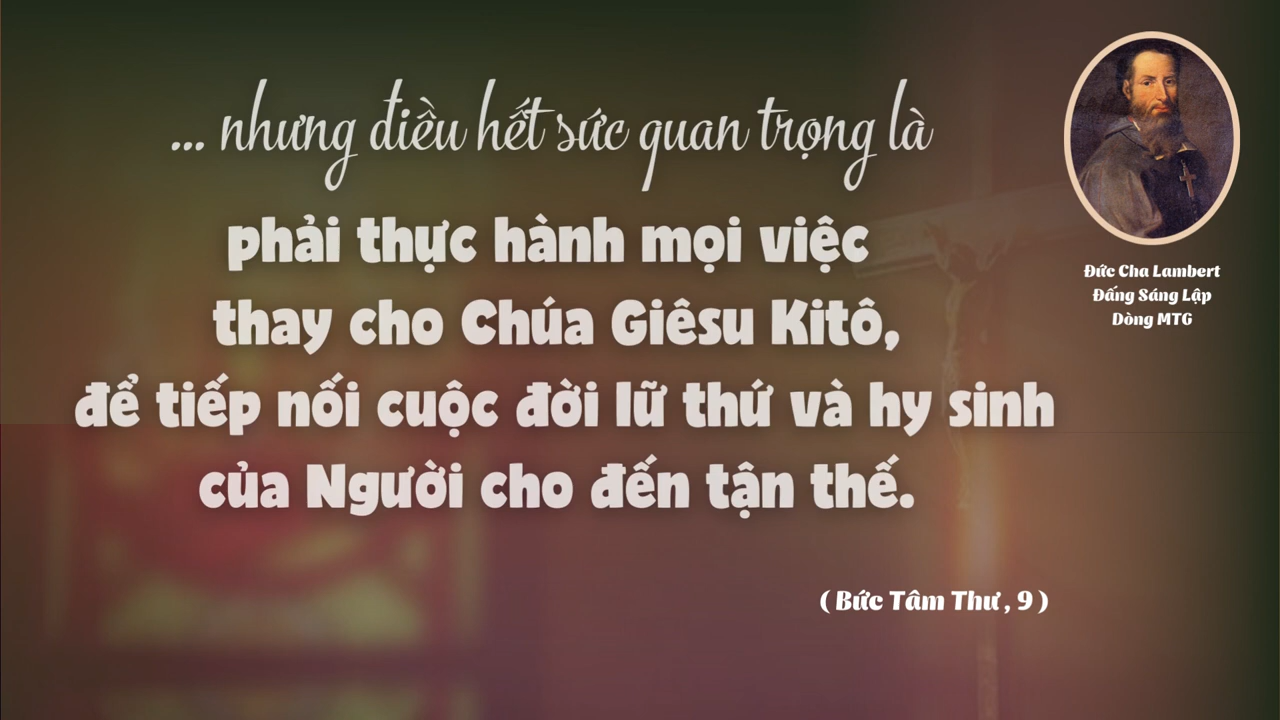 ... nhưng điều hết sức quan trọng là
phải thực hành mọi việc
thay cho Chúa Giêsu Kitô,
để tiếp nối cuộc đời lữ thứ và hy sinh
của Người cho đến tận thế.
( Bức Tâm Thư , 9 )
Đức Cha Lambert
Đấng Sáng Lập
Dòng MTG